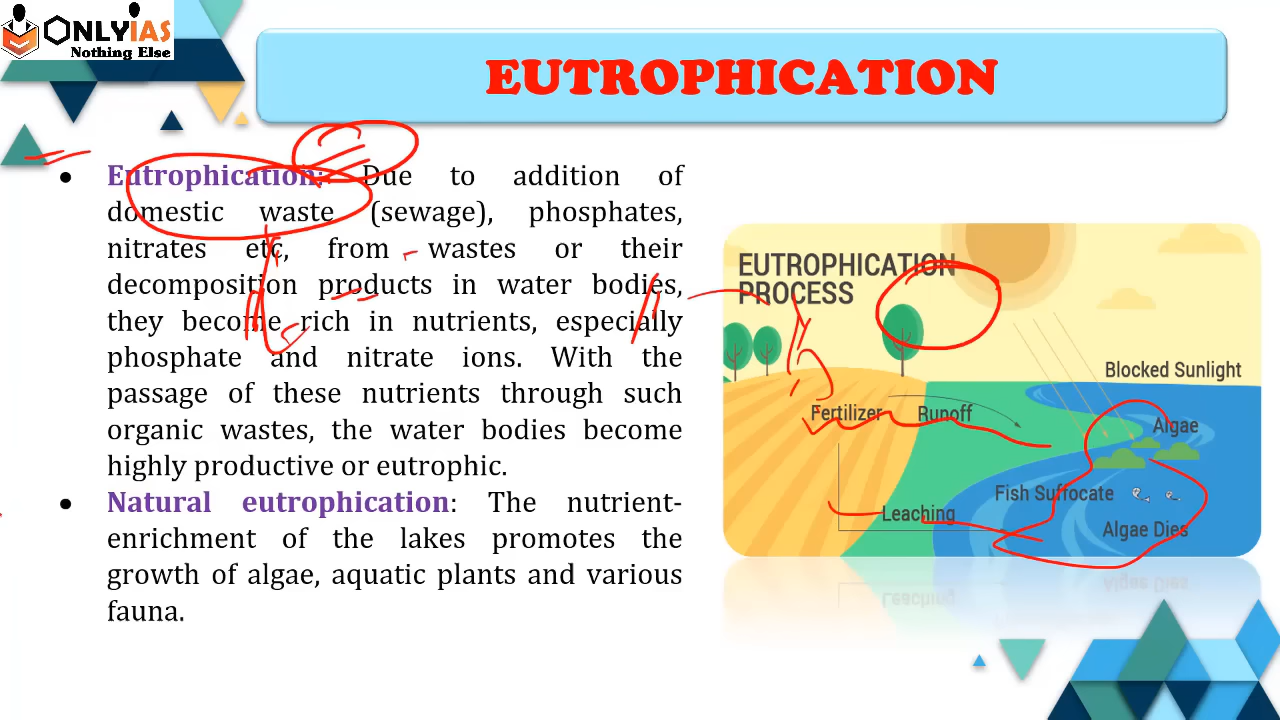 ONLYIAS
Nothing Else
EUTROPHICATION
● Eutrophication: Due to addition of
domestic waste (sewage), phosphates,
nitrates etc, from wastes or their
decomposition products in water bodies,
they become rich in nutrients, especially
phosphate and nitrate ions. With the
passage of these nutrients through such
organic wastes, the water bodies become
highly productive or eutrophic.
● Natural eutrophication: The nutrient-
enrichment of the lakes promotes the
growth of algae, aquatic plants and various
fauna.
EUTROPHICATION
PROCESS
Blocked Sunlight
Fertilizer Runoff
Algae
Fish Suffocate
Leaching
Algae Dies